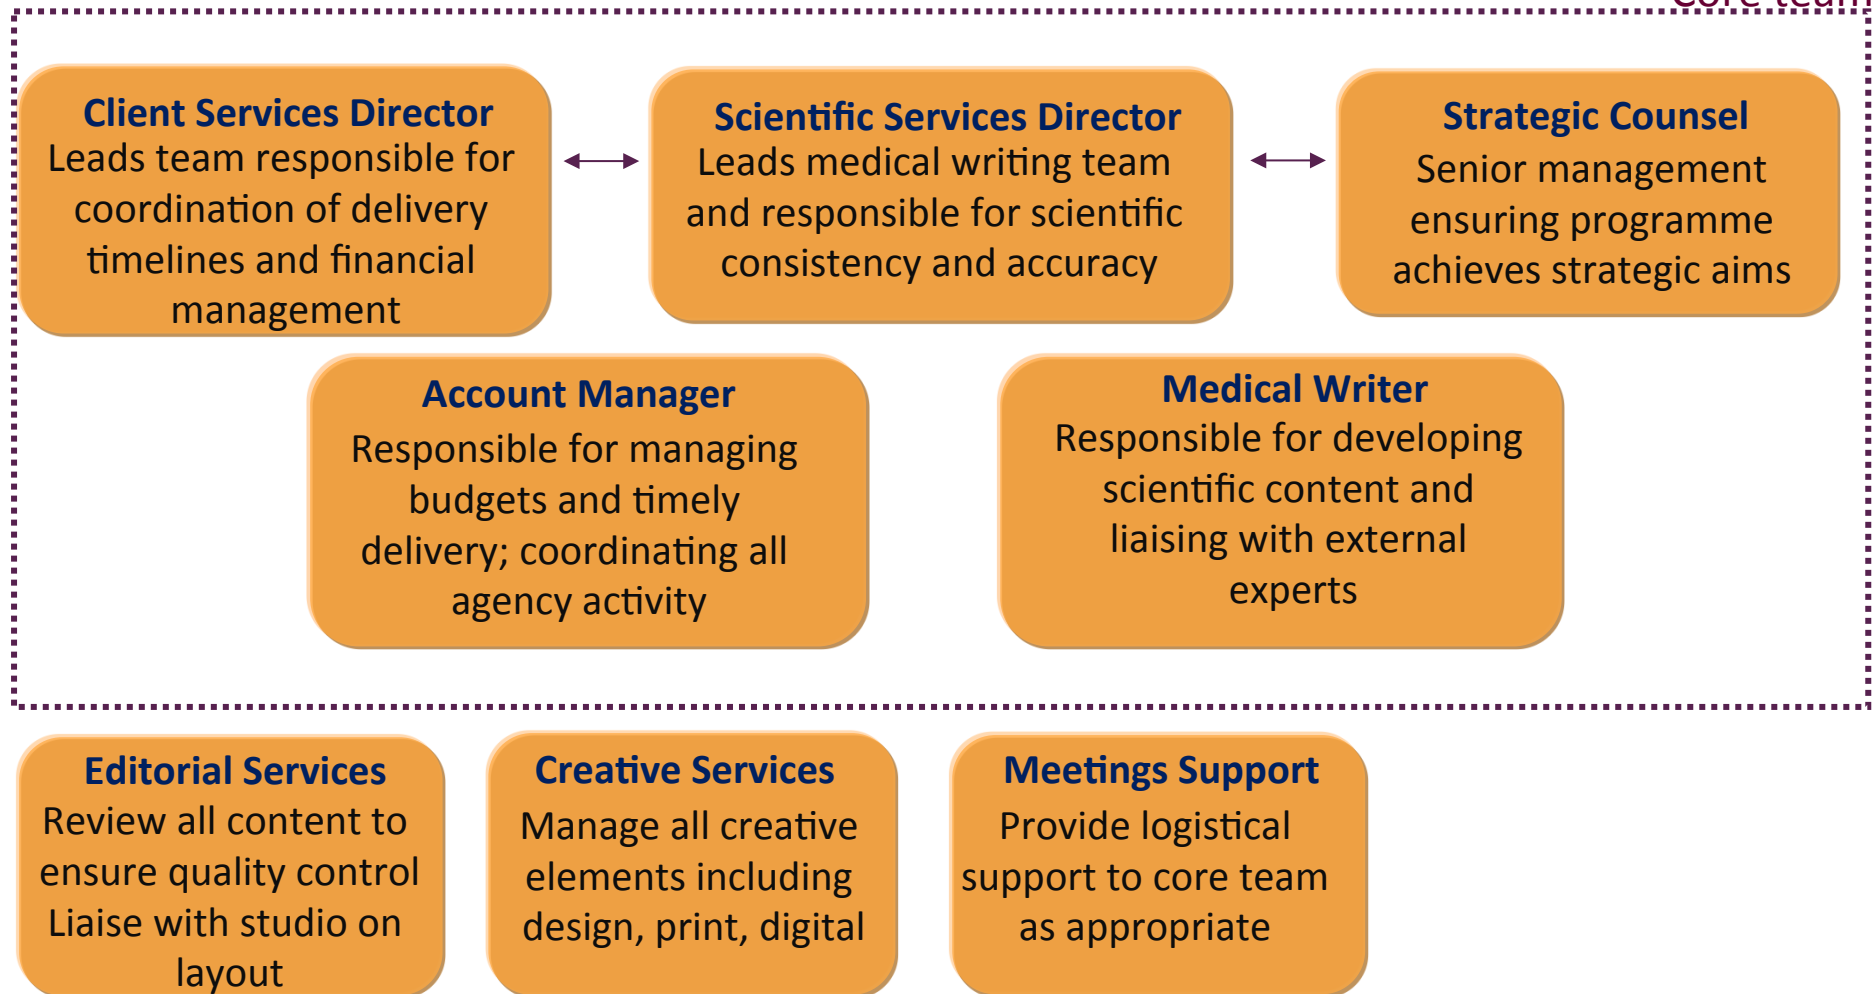 Core team
Client Services Director
Leads team responsible for
coordination of delivery
timelines and financial
management
Scientific Services Director
Leads medical writing team
and responsible for scientific
consistency and accuracy
Strategic Counsel
Senior management
ensuring programme
achieves strategic aims
Account Manager
Responsible for managing
budgets and timely
delivery; coordinating all
agency activity
Medical Writer
Responsible for developing
scientific content and
liaising with external
experts
Editorial Services
Review all content to
ensure quality control
Liaise with studio on
layout
Creative Services
Manage all creative
elements including
design, print, digital
Meetings Support
Provide logistical
support to core team
as appropriate